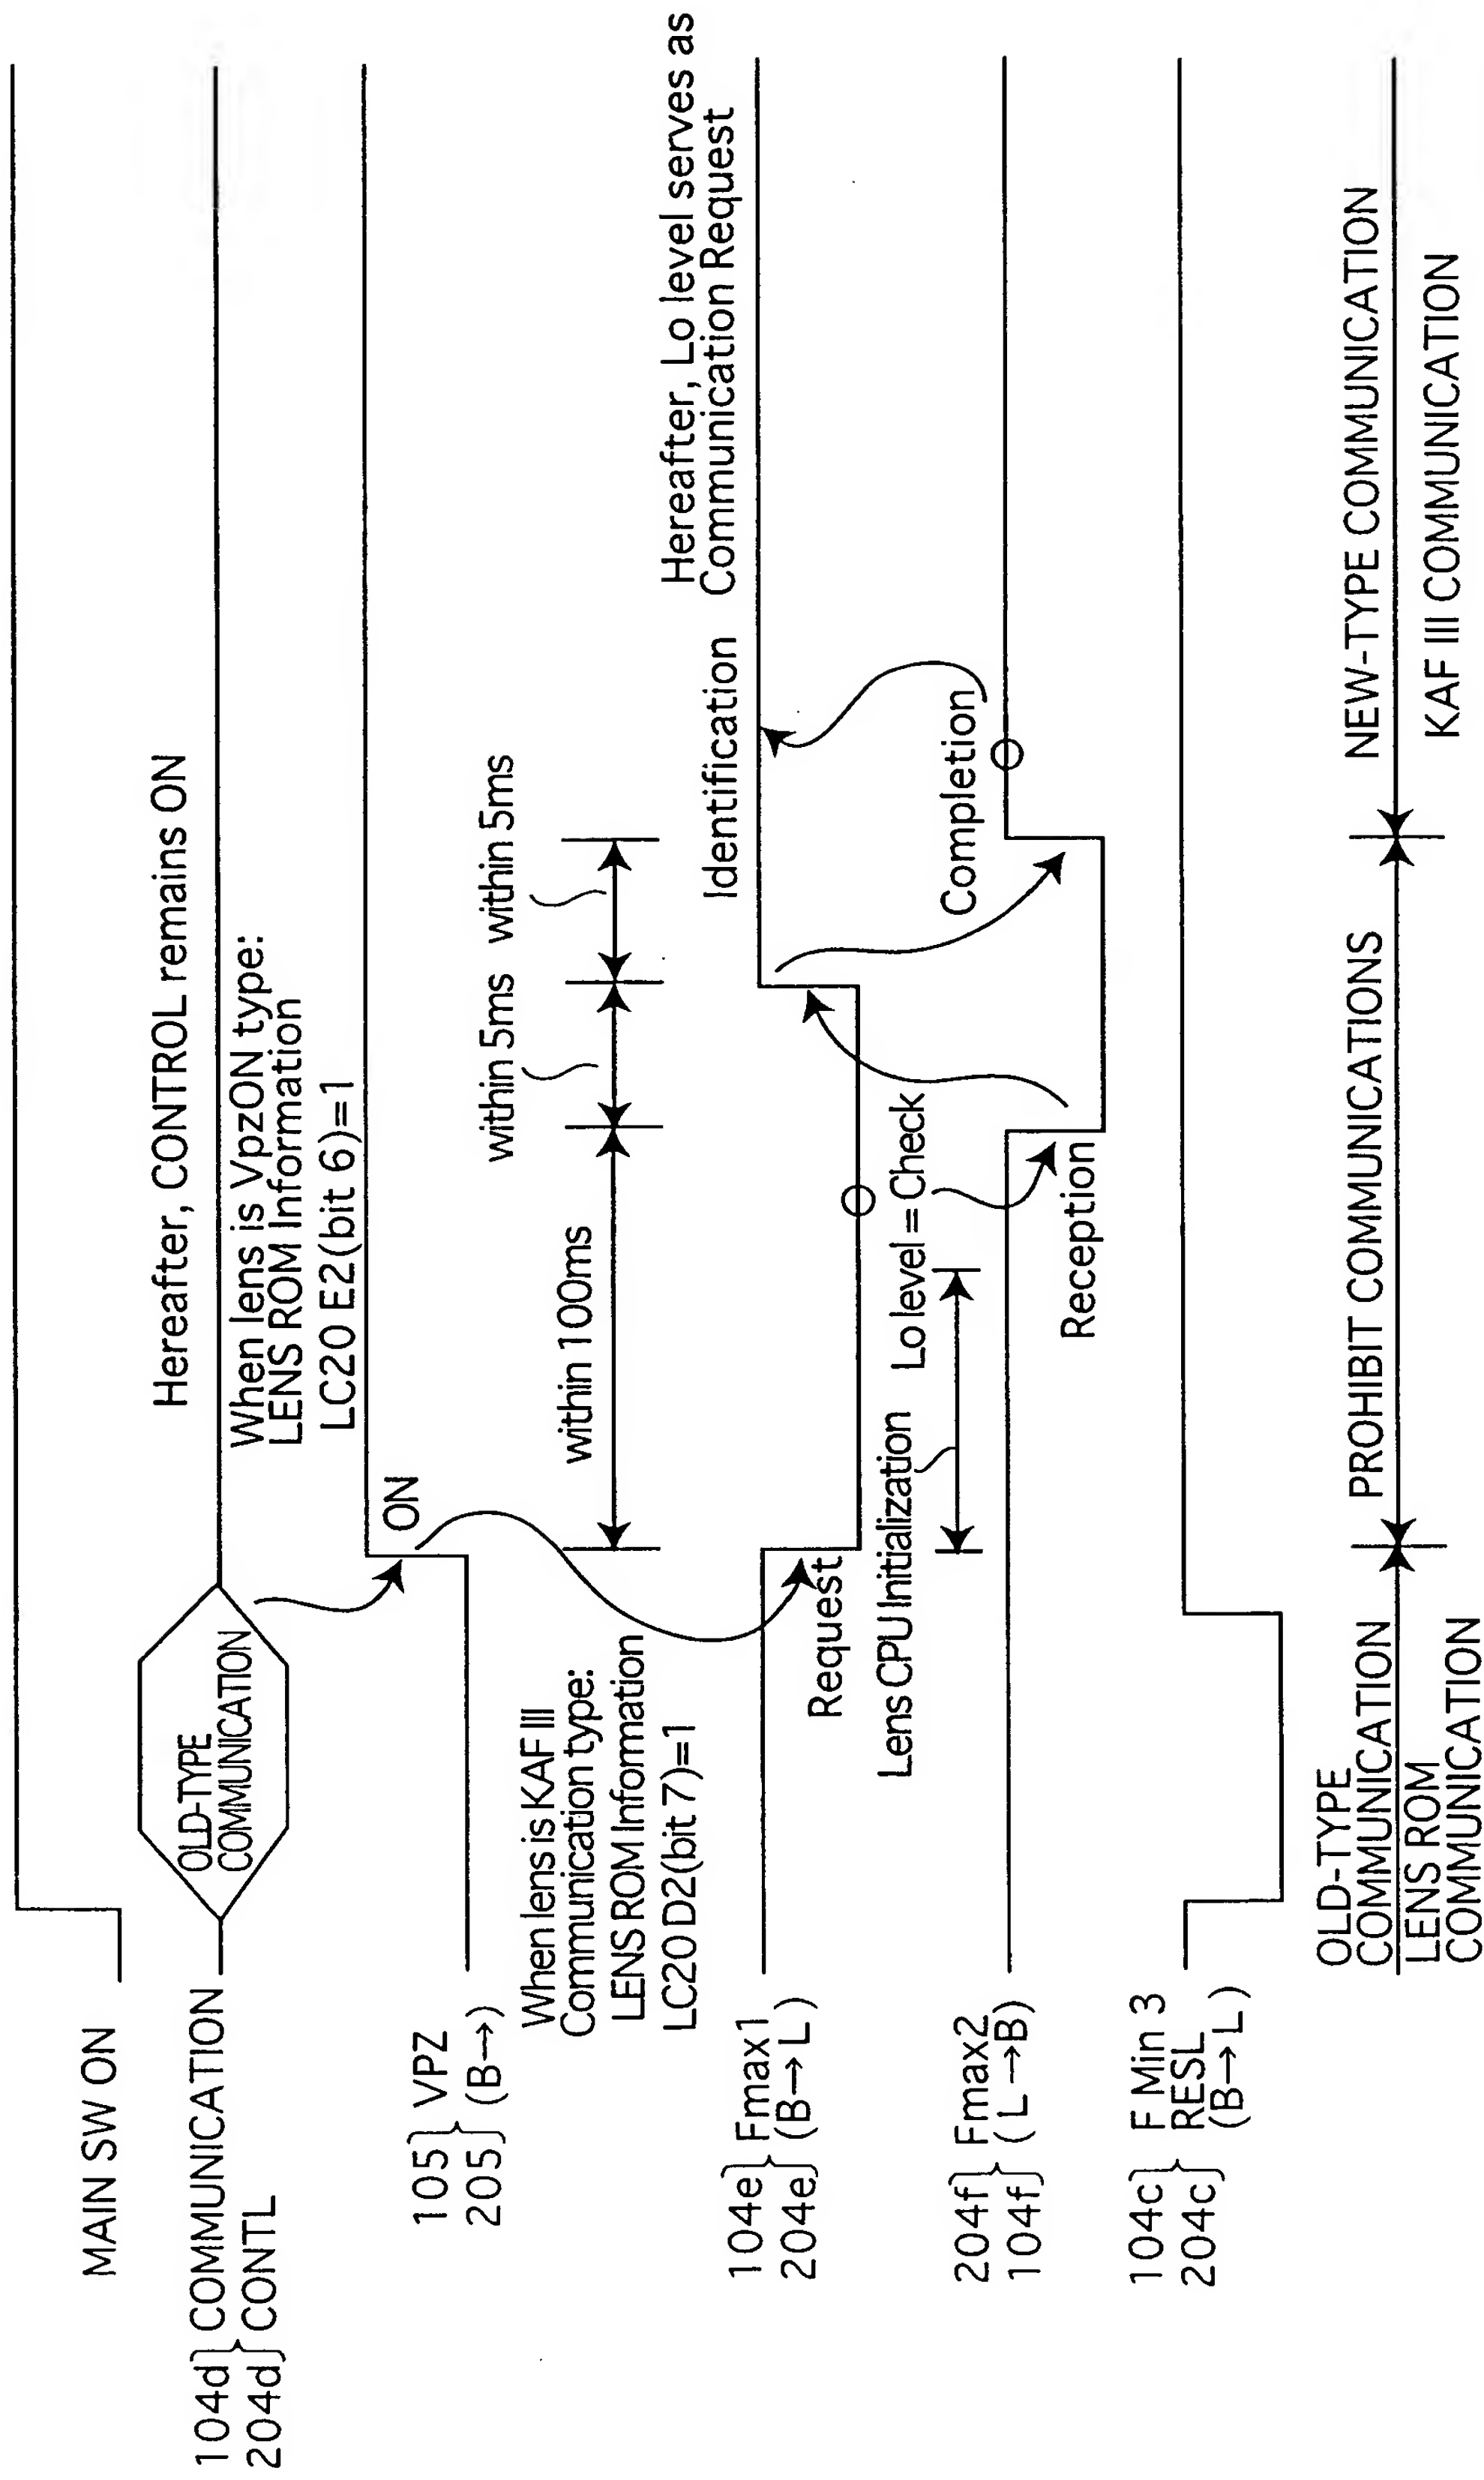 MAIN SW ON
104d
204d
COMMUNICATION
CONTL
OLD-TYPE
COMMUNICATION
Hereafter, CONTROL remains ON
When lens is VpzON type:
LENS ROM Information
LC20 E2(bit 6)=1
105
205
VPZ
(B→)
ON
When lens is KAF III
Communication type:
LENS ROM Information
LC20 D2(bit 7)=1
within 100ms
within 5ms
within 5ms
104e
204e
Fmax1
(B→L)
Request
Identification
Hereafter, Lo level serves as
Communication Request
Lens CPU Initialization
Lo level = Check
Completion
204f
104f
Fmax2
(L→B)
Reception
104c
204c
F Min 3
RESL
(B→L)
OLD-TYPE
COMMUNICATION
LENS ROM
COMMUNICATION
PROHIBIT COMMUNICATIONS
NEW-TYPE COMMUNICATION
KAF III COMMUNICATION